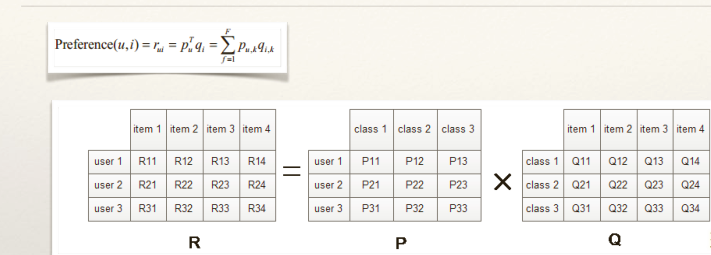 Preference(u,i) = r_ui = p_u^T q_i = ∑_{f=1}^{F} p_{u,k} q_{i,k}
item 1 item 2 item 3 item 4
user 1 R11 R12 R13 R14
user 2 R21 R22 R23 R24
user 3 R31 R32 R33 R34
R
=
class 1 class 2 class 3
user 1 P11 P12 P13
user 2 P21 P22 P23
user 3 P31 P32 P33
P
×
item 1 item 2 item 3 item 4
class 1 Q11 Q12 Q13 Q14
class 2 Q21 Q22 Q23 Q24
class 3 Q31 Q32 Q33 Q34
Q